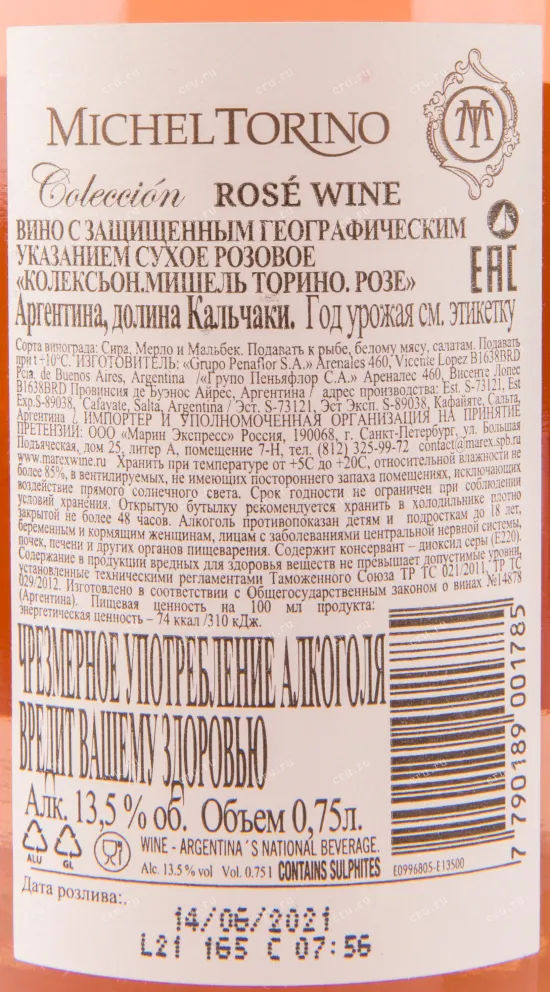 MICHEL TORINO
MT
Colección ROSÉ WINE
ВИНО С ЗАЩИЩЕННЫМ ГЕОГРАФИЧЕСКИМ
УКАЗАНИЕМ СУХОЕ РОЗОВОЕ
«КОЛЕКСЬОН.МИШЕЛЬ ТОРИНО. РОЗЕ»
EAC
Аргентина, долина Кальчаки. Год урожая см. этикетку
Сорта винограда: Сира, Мерло и Мальбек. Подавать к рыбе, белому мясу, салатам. Подавать
при t +10°С. ИЗГОТОВИТЕЛЬ: «Grupo Penaflor S.A.» Arenales 460, Vicente Lopez B1638BRD
Pcia. de Buenos Aires, Argentina /«Групо Пеньяфлор С.А.» Ареналес 460, Висенте Лопес
B1638BRD Провинсия де Буэнос Айрес, Аргентина / адрес производства: Est. S-73121, Est
Exp.S-89038, Cafayate, Salta, Argentina / Эст. S-73121, Эст Эксп. S-89038, Кафайяте, Сальта,
Аргентина / ИМПОРТЕР И УПОЛНОМОЧЕННАЯ ОРГАНИЗАЦИЯ НА ПРИНЯТИЕ
ПРЕТЕНЗИЙ: ООО «Марин Экспресс» Россия, 190068, г. Санкт-Петербург, ул. Большая
Подьяческая, дом 25, литер А, помещение 7-Н, тел. (812) 325-99-72 contact@marex.spb.ru
www.marexwine.ru Хранить при температуре от +5С до +20С, относительной влажности не
более 85%, в вентилируемых, не имеющих постороннего запаха помещениях, исключающих
воздействие прямого солнечного света. Срок годности не ограничен при соблюдении
условий хранения. Открытую бутылку рекомендуется хранить в холодильнике плотно
закрытой не более 48 часов. Алкоголь противопоказан детям и подросткам до 18 лет,
беременным и кормящим женщинам, лицам с заболеваниями центральной нервной системы,
почек, печени и других органов пищеварения. Содержит консервант – диоксид серы (Е220).
Содержание в продукции вредных для здоровья веществ не превышает допустимые уровни,
установленные техническими регламентами Таможенного Союза ТР ТС 021/2011, ТР ТС
029/2012. Изготовлено в соответствии с Общегосударственным законом о винах №14878
(Аргентина). Пищевая ценность на 100 мл продукта:
энергетическая ценность – 74 ккал /310 кДж.
ЧРЕЗМЕРНОЕ УПОТРЕБЛЕНИЕ АЛКОГОЛЯ
ВРЕДИТ ВАШЕМУ ЗДОРОВЬЮ
7 790189 001785
Алк. 13,5 % об. Объем 0,75л.
ALU GL
WINE - ARGENTINA´S NATIONAL BEVERAGE.
Alc. 13.5 % vol Vol. 0.75 l CONTAINS SULPHITES
E0996805-E13500
Дата розлива:.
14/06/2021
L21 165 C 07:56